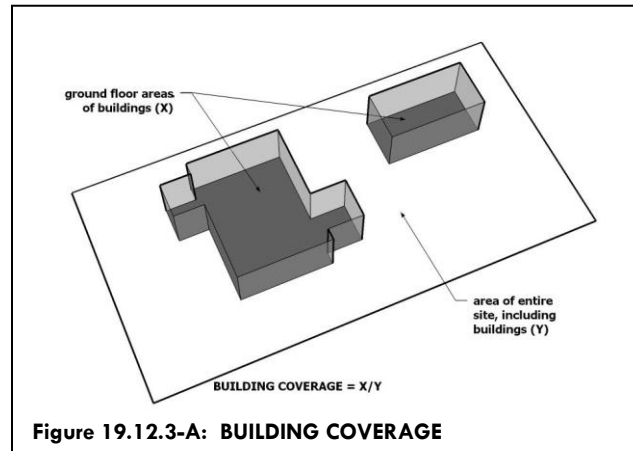 ground floor areas
of buildings (X)
area of entire
site, including
buildings (Y)
BUILDING COVERAGE = X/Y
Figure 19.12.3-A: BUILDING COVERAGE